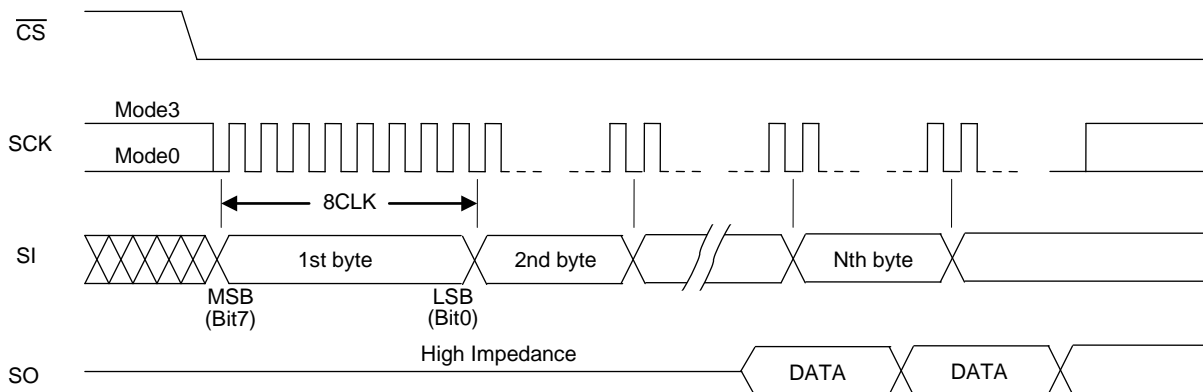 CS
Mode3
SCK
Mode0
8CLK
SI
1st byte
2nd byte
Nth byte
MSB
(Bit7)
LSB
(Bit0)
High Impedance
SO
DATA
DATA